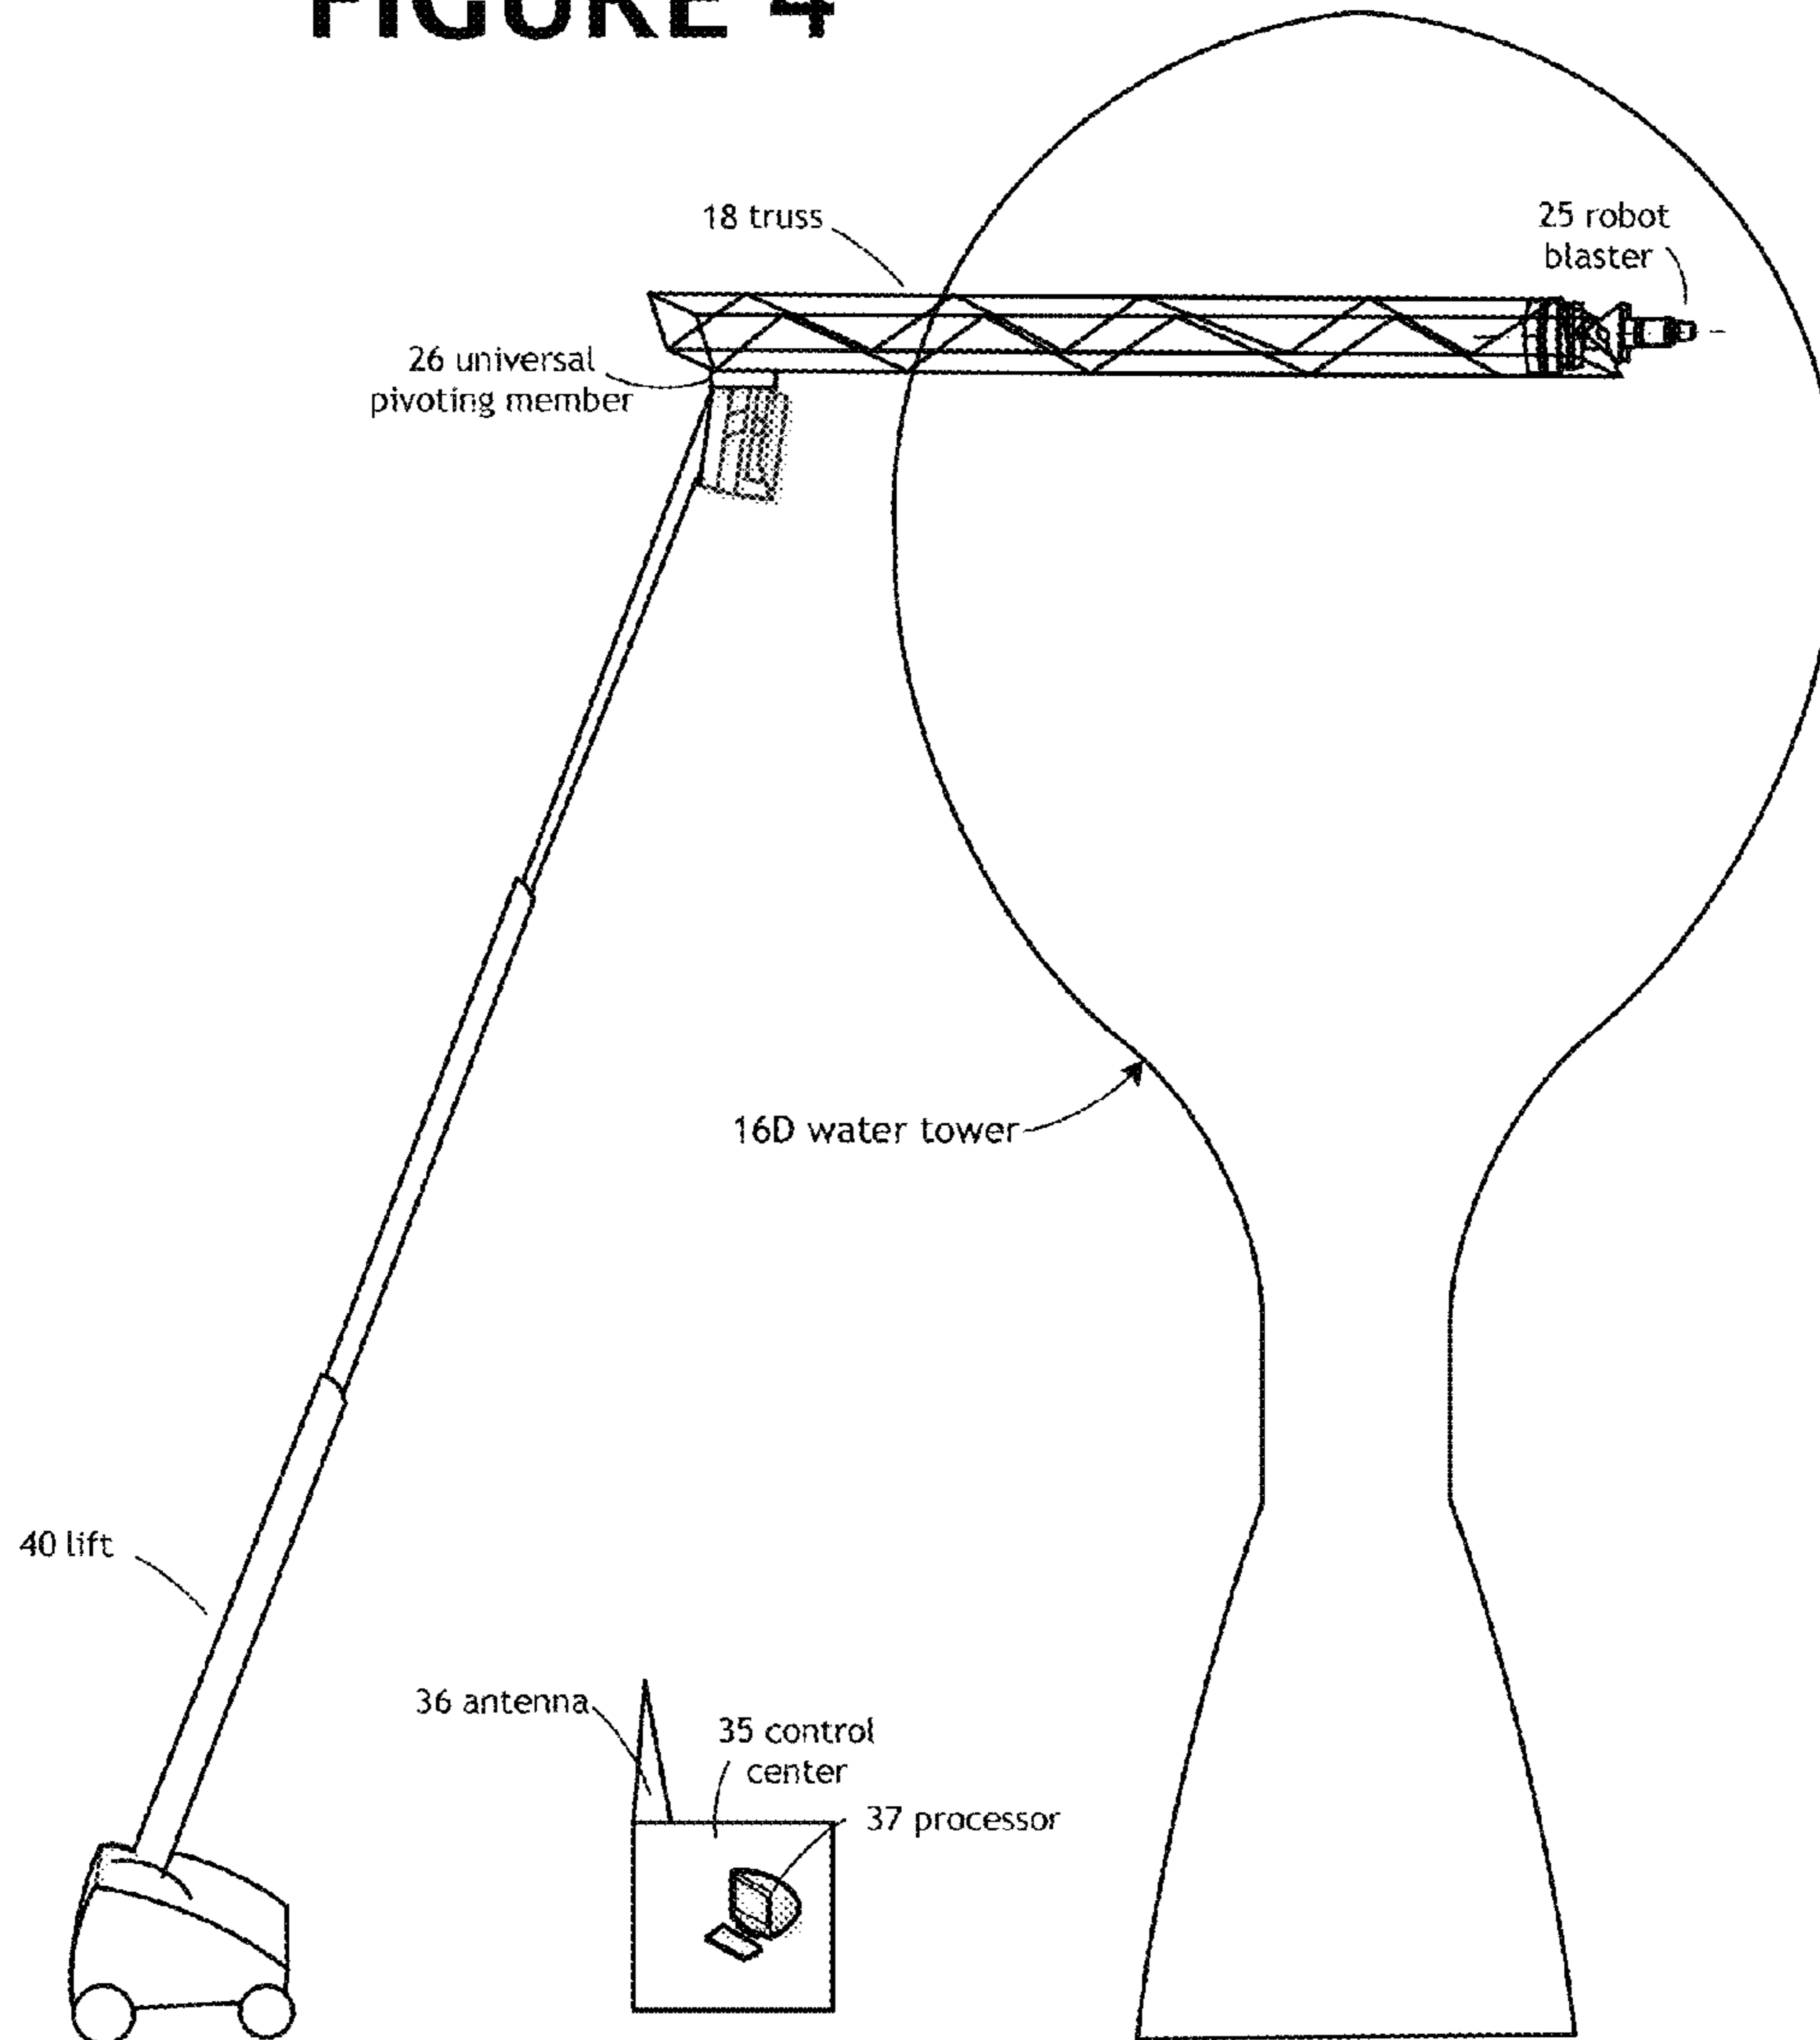 FIGURE 4
18 truss
25 robot
blaster
26 universal
pivoting member
16D water tower
40 lift
36 antenna
35 control
center
37 processor